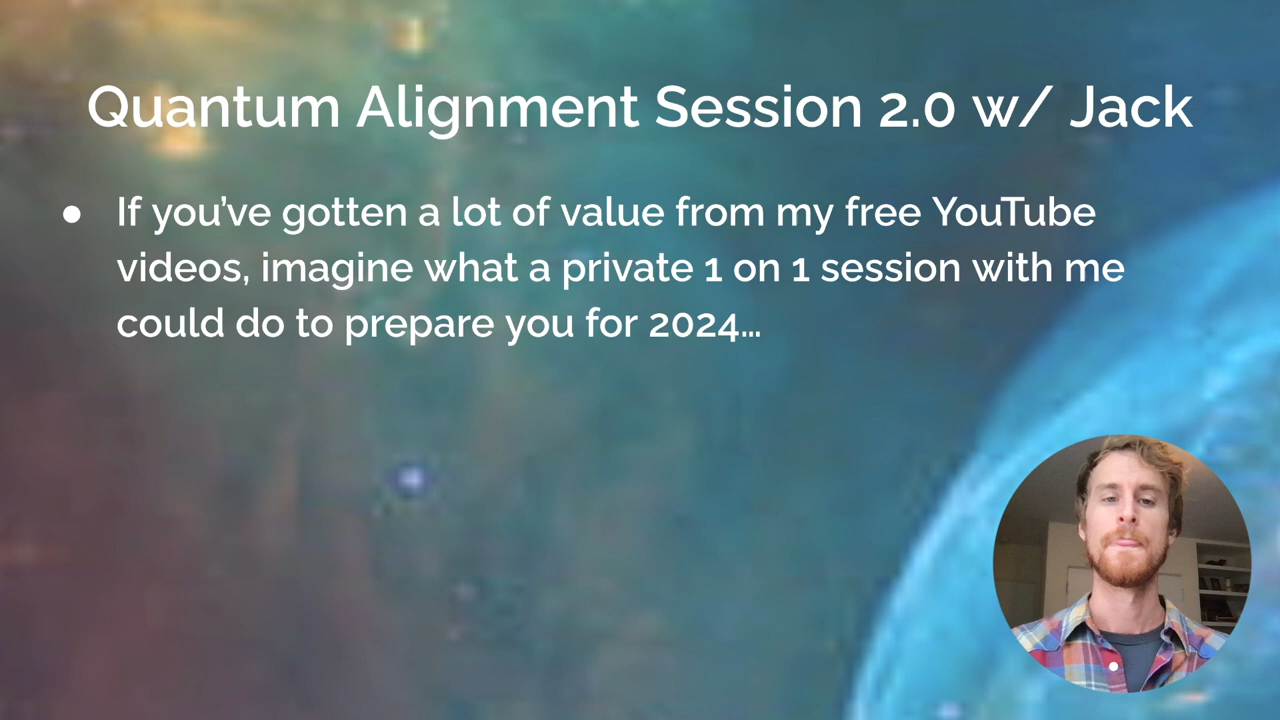 Quantum Alignment Session 2.0 w/ Jack
● If you’ve gotten a lot of value from my free YouTube
videos, imagine what a private 1 on 1 session with me
could do to prepare you for 2024...